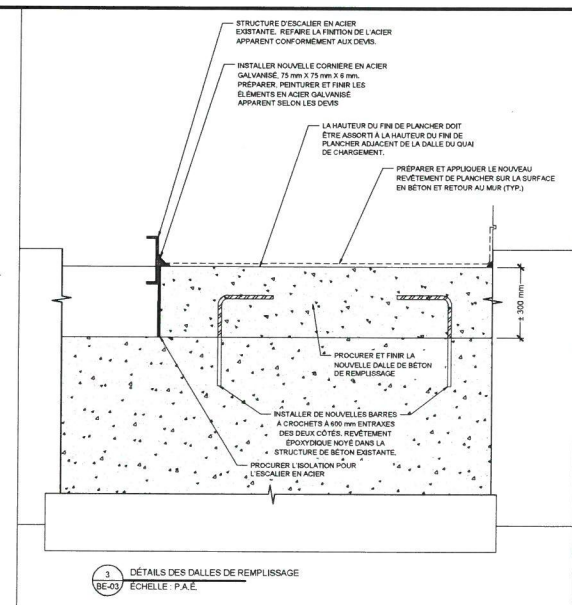 STRUCTURE D'ESCALIER EN ACIER
EXISTANTE. REFAIRE LA FINITION DE L'ACIER
APPARENT CONFORMÉMENT AUX DEVIS.
INSTALLER NOUVELLE CORNIÈRE EN ACIER
GALVANISÉ, 75 mm X 75 mm X 6 mm.
PRÉPARER, PEINTURER ET FINIR LES
ÉLÉMENTS EN ACIER GALVANISÉ
APPARENT SELON LES DEVIS
LA HAUTEUR DU FINI DE PLANCHER DOIT
ÊTRE ASSORTI À LA HAUTEUR DU FINI DE
PLANCHER ADJACENT DE LA DALLE DU QUAI
DE CHARGEMENT.
PRÉPARER ET APPLIQUER LE NOUVEAU
REVÊTEMENT DE PLANCHER SUR LA SURFACE
EN BÉTON ET RETOUR AU MUR (TYP.)
± 300 mm
PROCURER ET FINIR LA
NOUVELLE DALLE DE BÉTON
DE REMPLISSAGE
INSTALLER DE NOUVELLES BARRES
À CROCHETS À 600 mm ENTRAXES
DES DEUX CÔTÉS. REVÊTEMENT
ÉPOXYDIQUE NOYÉ DANS LA
STRUCTURE DE BÉTON EXISTANTE.
PROCURER L'ISOLATION POUR
L'ESCALIER EN ACIER
3
BE-03
DÉTAILS DES DALLES DE REMPLISSAGE
ÉCHELLE : P.A.É.